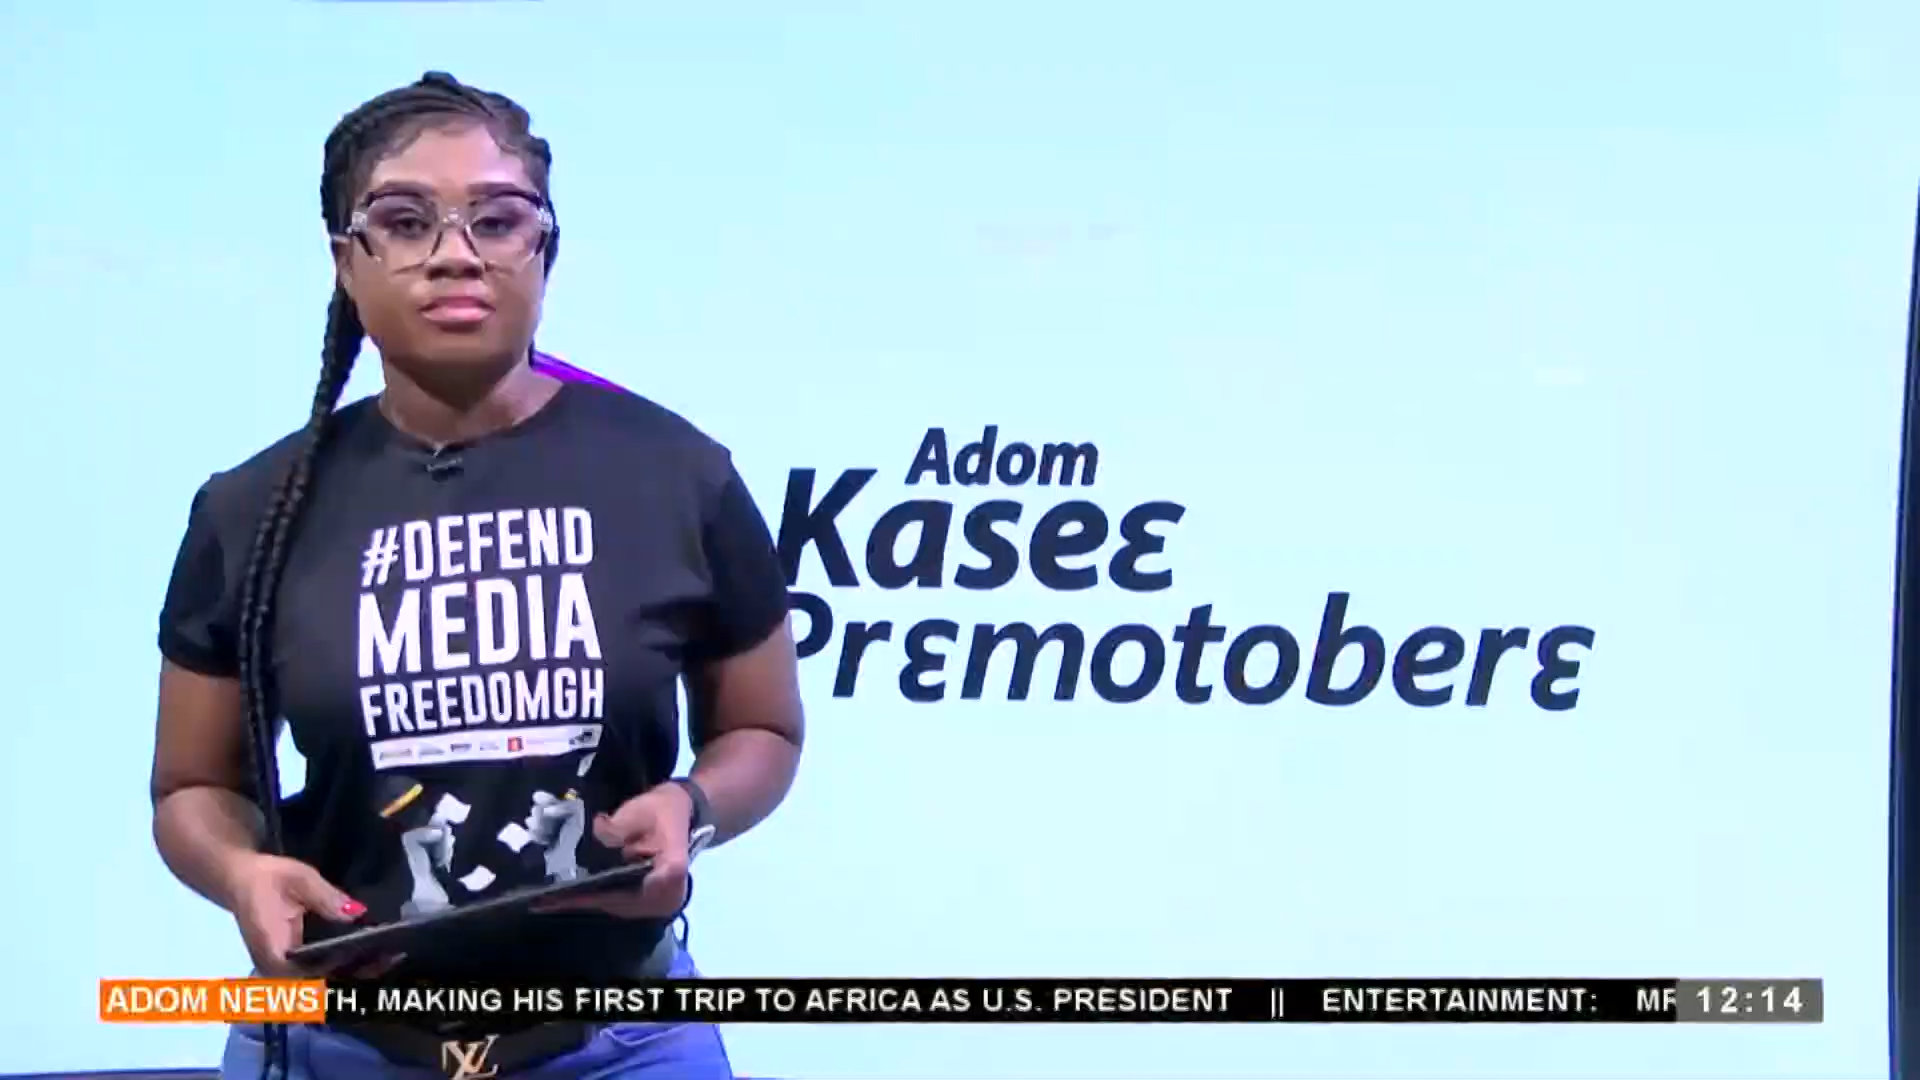 Adom
Kaseɛ
Prɛmotoberɛ
#DEFEND
MEDIA
FREEDOMGH
ADOM NEWS
TH, MAKING HIS FIRST TRIP TO AFRICA AS U.S. PRESIDENT || ENTERTAINMENT:
12:14